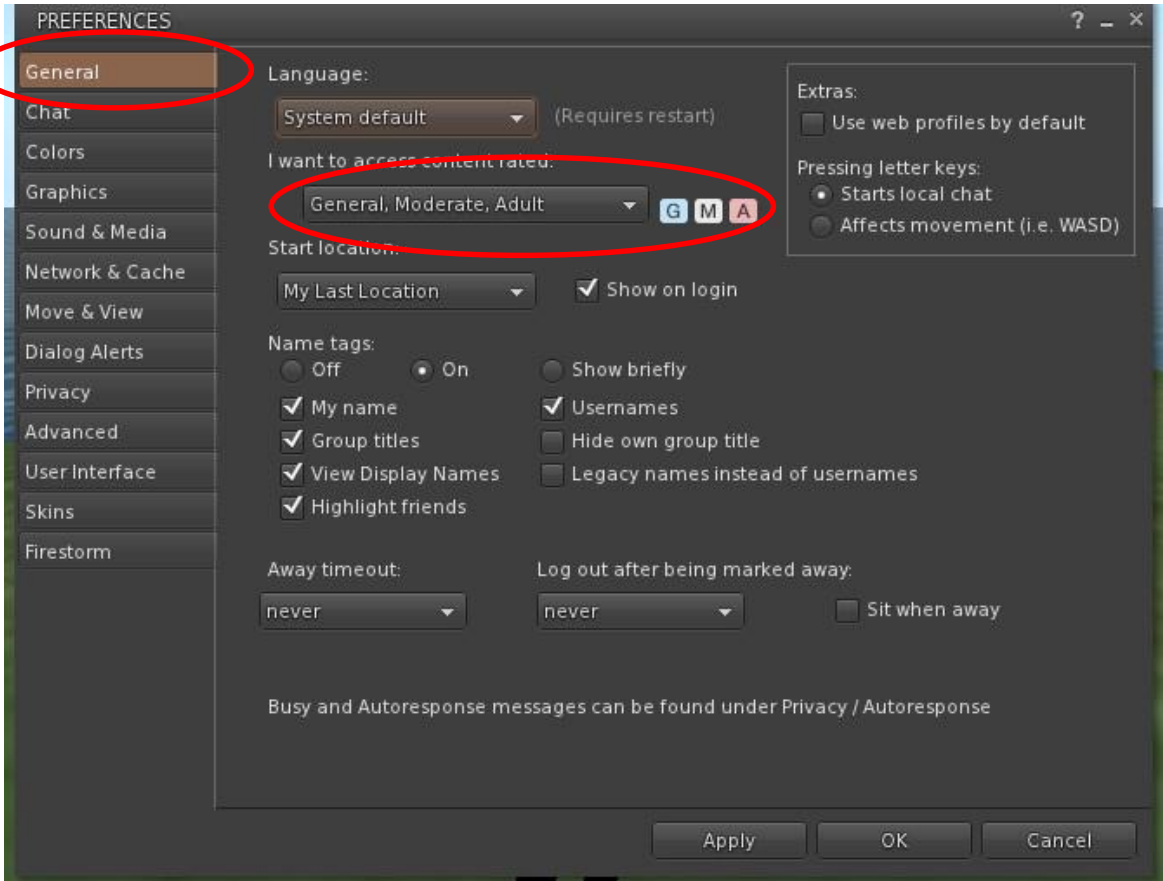 PREFERENCES ? – ×
General
Chat
Colors
Graphics
Sound & Media
Network & Cache
Move & View
Dialog Alerts
Privacy
Advanced
User Interface
Skins
Firestorm
Language:
System default (Requires restart)
I want to access content rated:
General, Moderate, Adult G M A
Start location:
My Last Location Show on login
Name tags:
Off On Show briefly
My name Usernames
Group titles Hide own group title
View Display Names Legacy names instead of usernames
Highlight friends
Away timeout: Log out after being marked away:
never never Sit when away
Busy and Autoresponse messages can be found under Privacy / Autoresponse
Extras:
Use web profiles by default
Pressing letter keys:
Starts local chat
Affects movement (i.e. WASD)
Apply OK Cancel